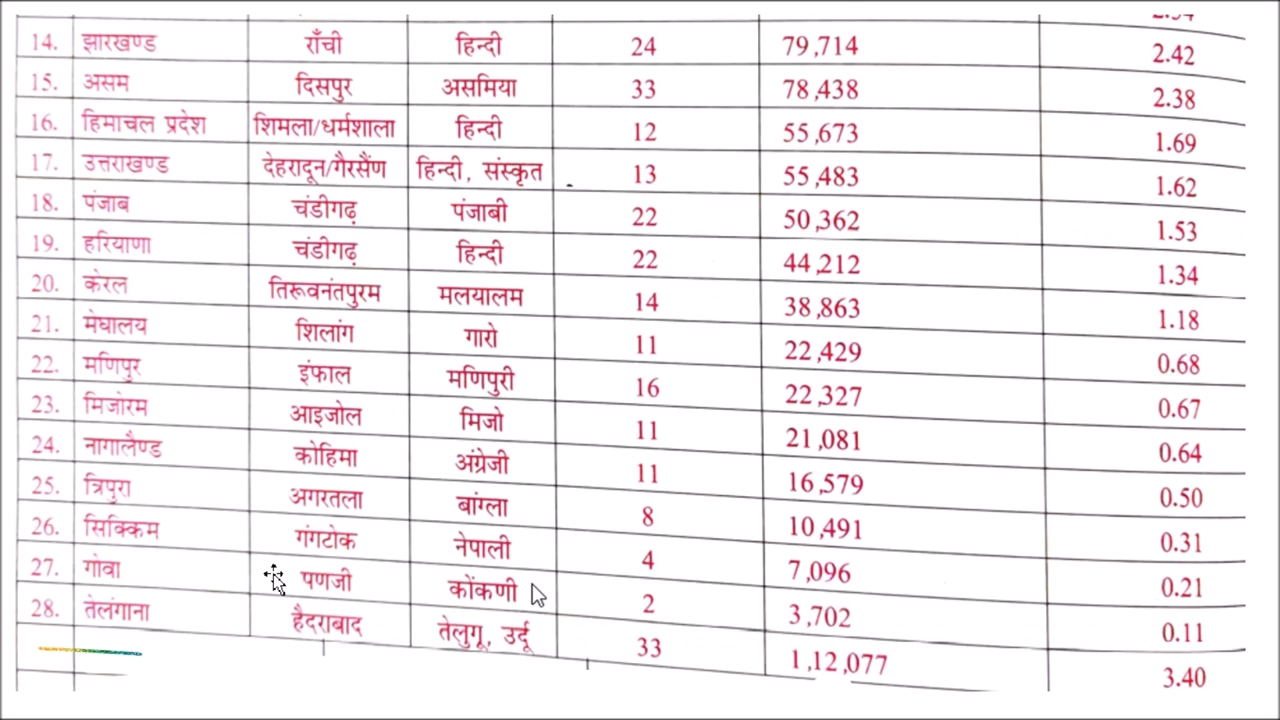 14. झारखण्ड राँची हिन्दी 24 79,714 2.42
15. असम दिसपुर असमिया 33 78,438 2.38
16. हिमाचल प्रदेश शिमला/धर्मशाला हिन्दी 12 55,673 1.69
17. उत्तराखण्ड देहरादून/गैरसैंण हिन्दी, संस्कृत 13 55,483 1.62
18. पंजाब चंडीगढ़ पंजाबी 22 50,362 1.53
19. हरियाणा चंडीगढ़ हिन्दी 22 44,212 1.34
20. केरल तिरूवनंतपुरम मलयालम 14 38,863 1.18
21. मेघालय शिलांग गारो 11 22,429 0.68
22. मणिपुर इंफाल मणिपुरी 16 22,327 0.67
23. मिजोरम आइजोल मिजो 11 21,081 0.64
24. नागालैण्ड कोहिमा अंग्रेजी 11 16,579 0.50
25. त्रिपुरा अगरतला बांग्ला 8 10,491 0.31
26. सिक्किम गंगटोक नेपाली 4 7,096 0.21
27. गोवा पणजी कोंकणी 2 3,702 0.11
28. तेलंगाना हैदराबाद तेलुगू, उर्दू 33 1,12,077 3.40